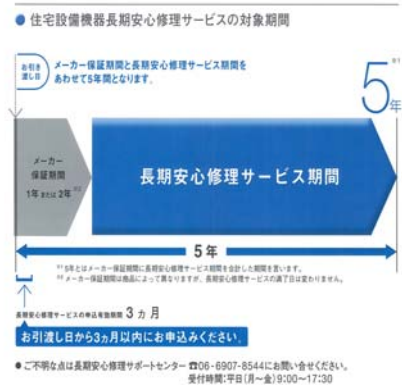 ● 住宅設備機器長期安心修理サービスの対象期間
お引き
渡し日
メーカー保証期間と長期安心修理サービス期間を
あわせて5年間となります。
5年 ※1
メーカー
保証期間
1年または2年 ※2
長期安心修理サービス期間
5年
※1 5年とはメーカー保証期間に長期安心修理サービス期間を合計した期間を言います。
※2 メーカー保証期間は商品によって異なりますが、長期安心修理サービスの満了日は変わりません。
長期安心修理サービスの申込有効期間 3ヵ月
お引渡し日から3ヵ月以内にお申込みください。
● ご不明な点は長期安心修理サポートセンター ☎06-6907-8544にお問い合せください。
受付時間:平日(月〜金)9:00〜17:30